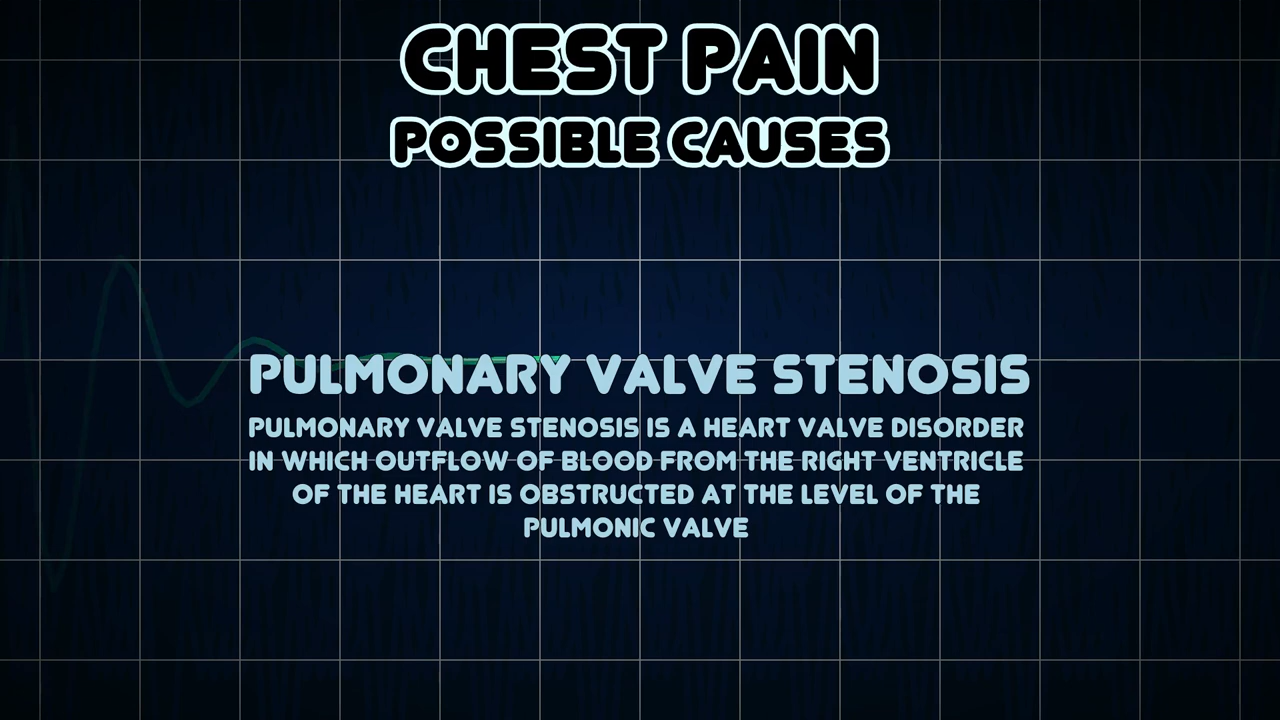 CHEST PAIN
POSSIBLE CAUSES
PULMONARY VALVE STENOSIS
PULMONARY VALVE STENOSIS IS A HEART VALVE DISORDER
IN WHICH OUTFLOW OF BLOOD FROM THE RIGHT VENTRICLE
OF THE HEART IS OBSTRUCTED AT THE LEVEL OF THE
PULMONIC VALVE